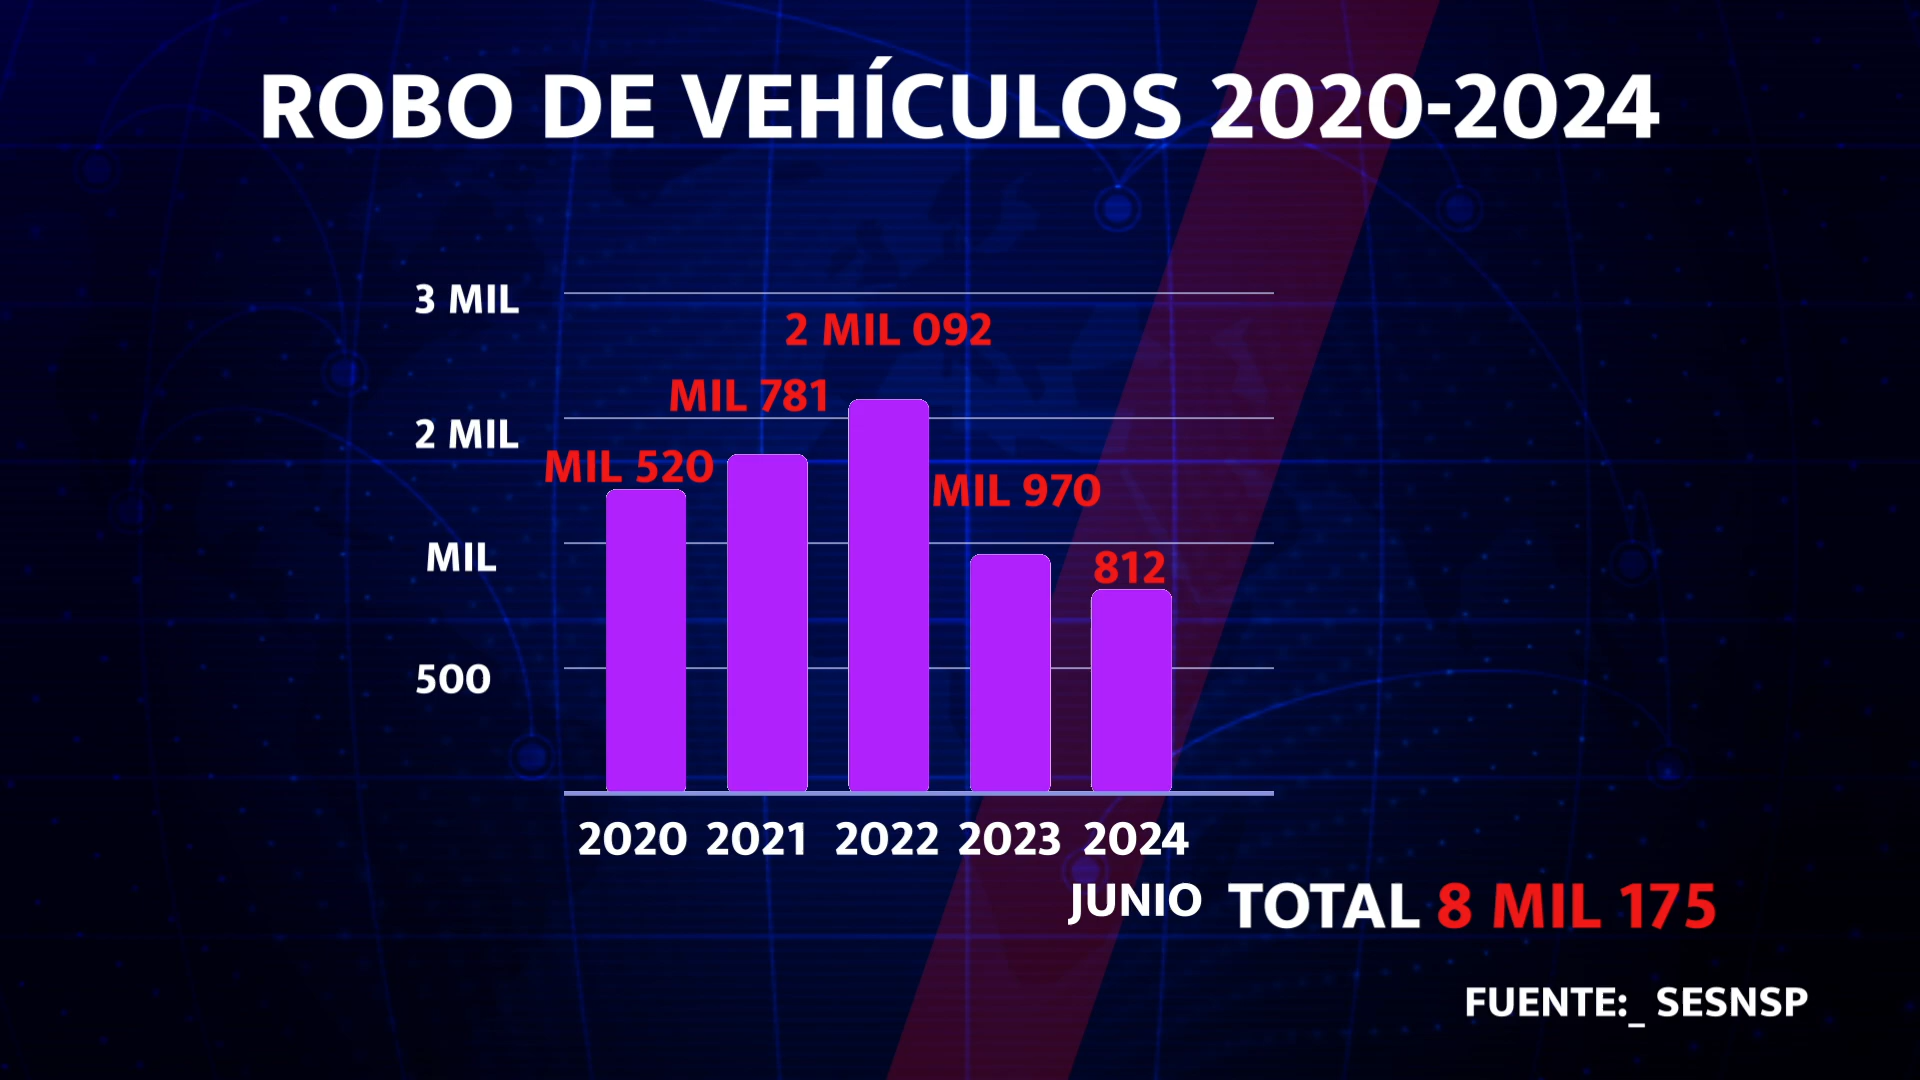 ROBO DE VEHÍCULOS 2020-2024
3 MIL
2 MIL 092
MIL 781
2 MIL
MIL 520
MIL 970
MIL
812
500
2020 2021 2022 2023 2024
JUNIO
TOTAL 8 MIL 175
FUENTE:_ SESNSP